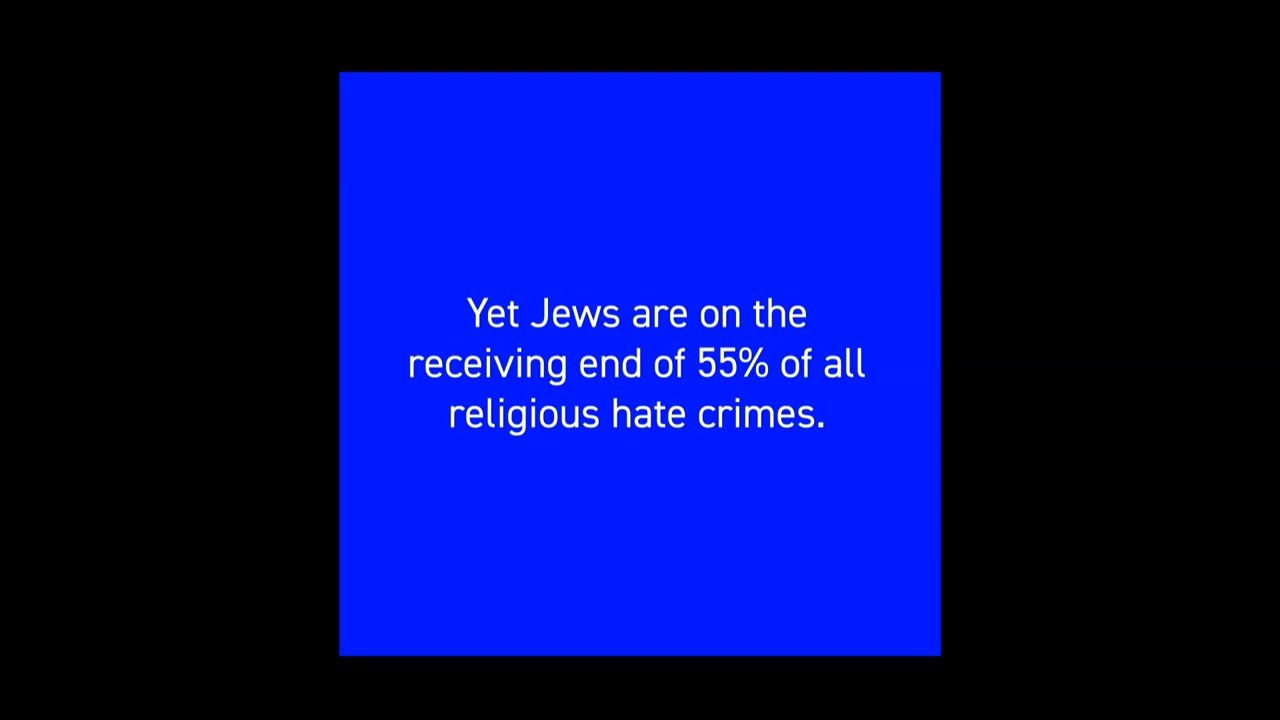 Yet Jews are on the
receiving end of 55% of all
religious hate crimes.